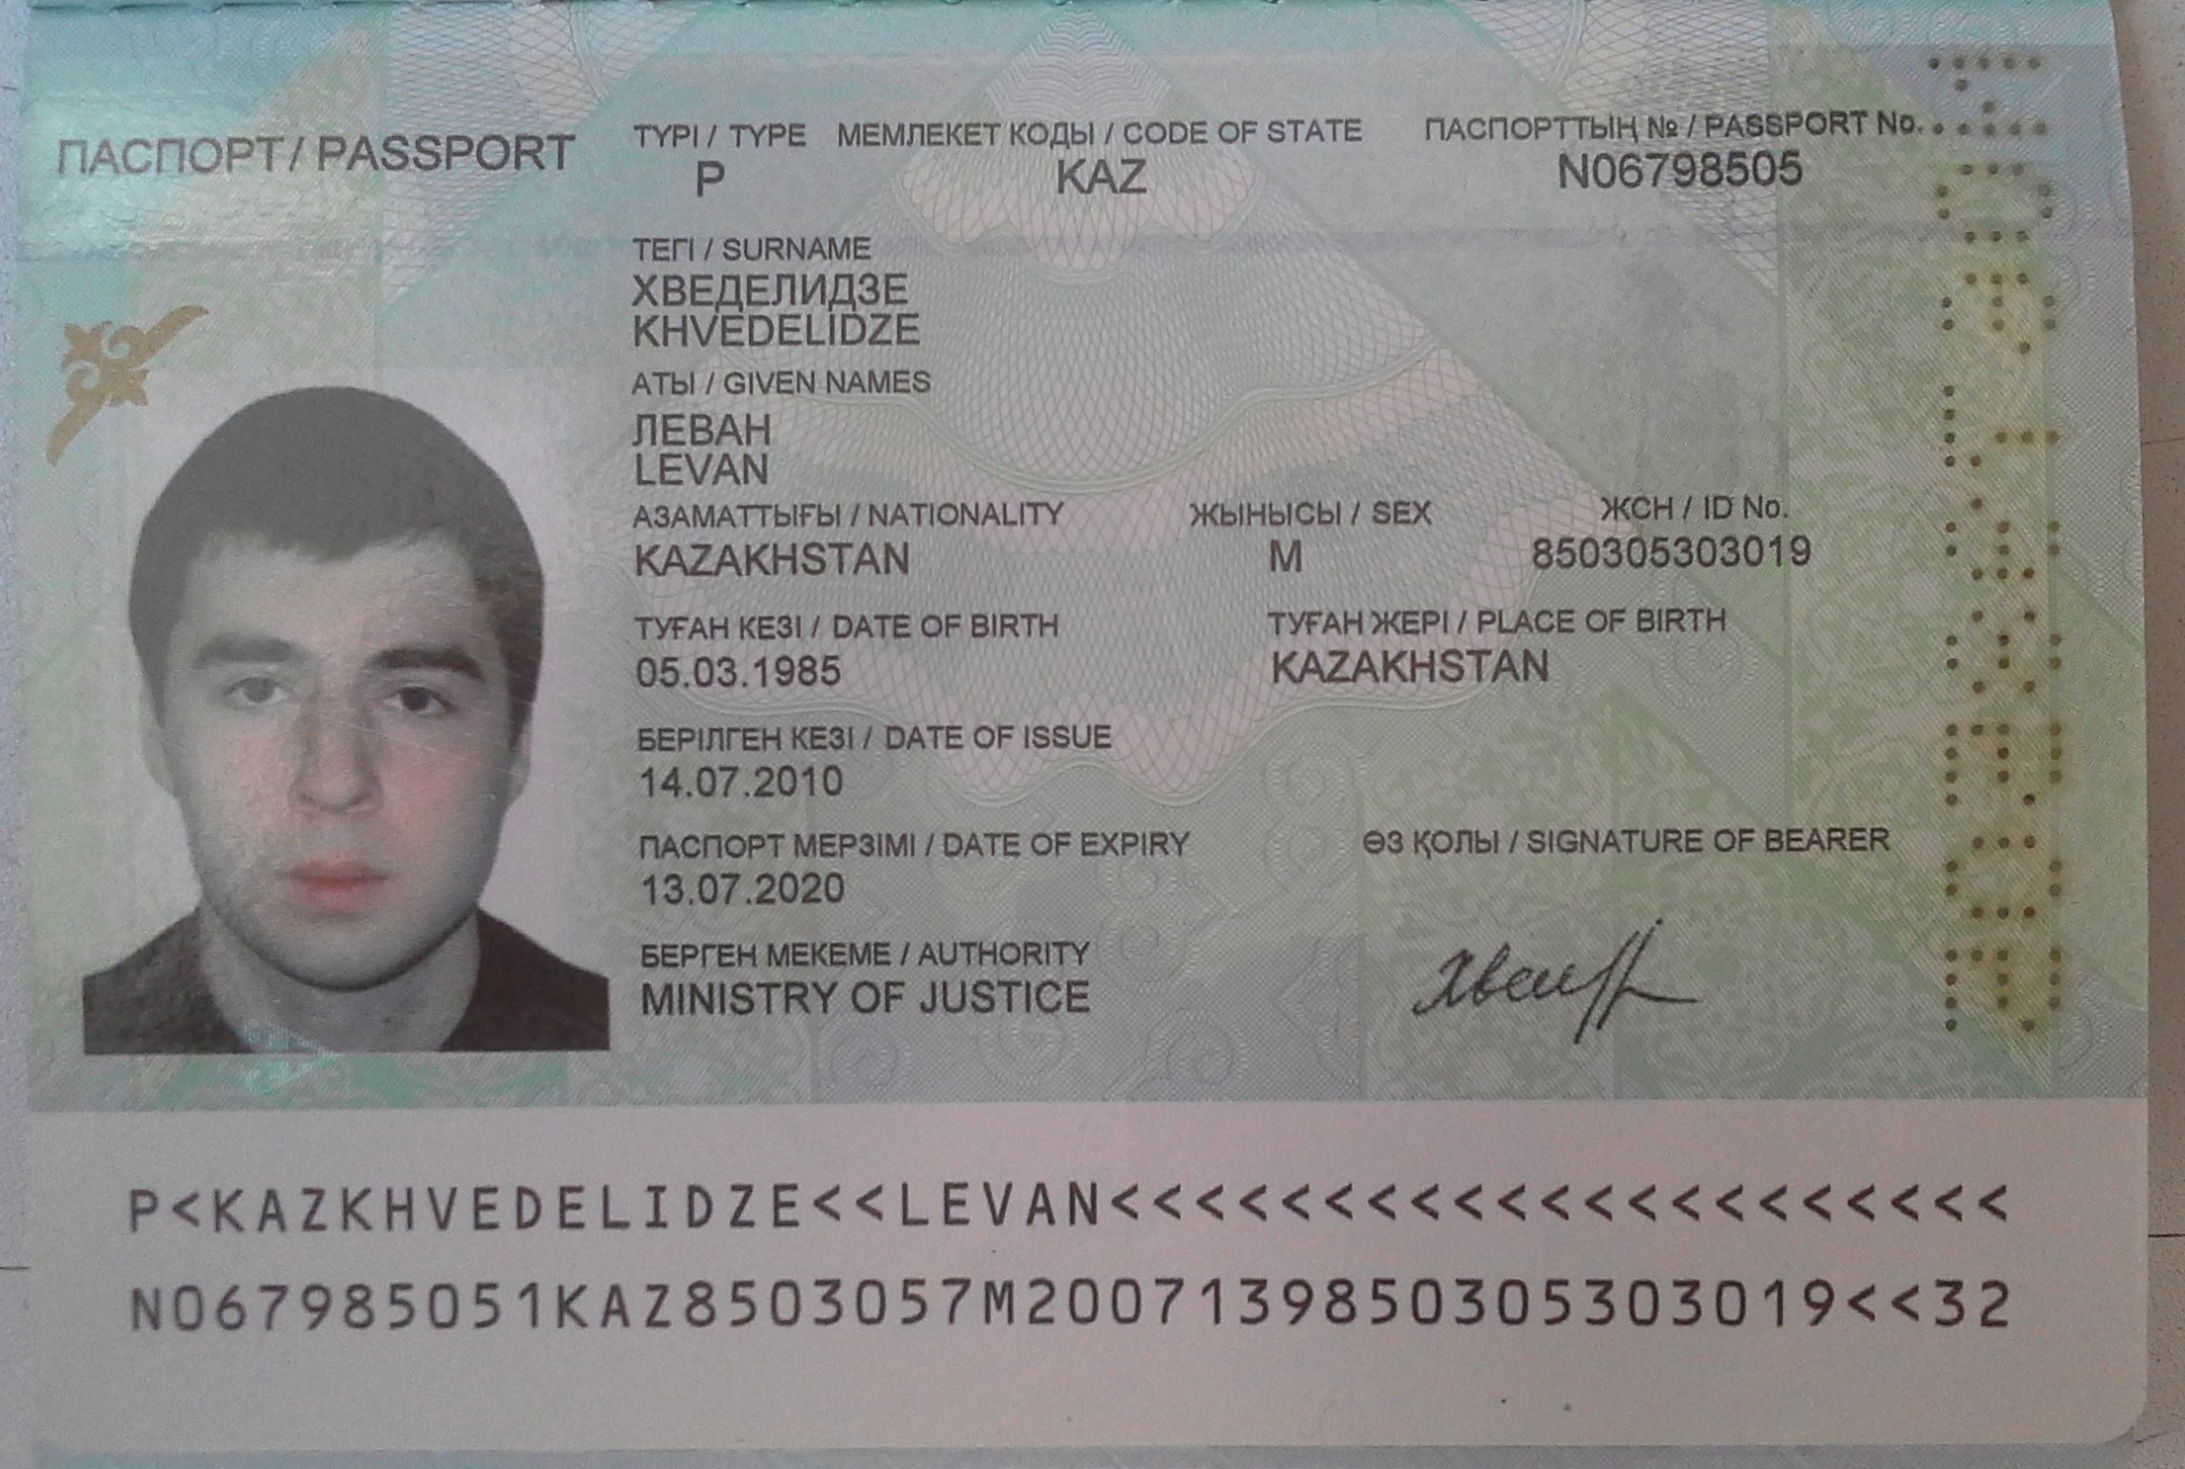 ПАСПОРТ / PASSPORT
ТҮРІ / TYPE МЕМЛЕКЕТ КОДЫ / CODE OF STATE ПАСПОРТТЫҢ № / PASSPORT No.
P KAZ N06798505
ТЕГІ / SURNAME
ХВЕДЕЛИДЗЕ
KHVEDELIDZE
АТЫ / GIVEN NAMES
ЛЕВАН
LEVAN
АЗАМАТТЫҒЫ / NATIONALITY ЖЫНЫСЫ / SEX ЖСН / ID No.
KAZAKHSTAN M 850305303019
ТУҒАН КЕЗІ / DATE OF BIRTH ТУҒАН ЖЕРІ / PLACE OF BIRTH
05.03.1985 KAZAKHSTAN
БЕРІЛГЕН КЕЗІ / DATE OF ISSUE
14.07.2010
ПАСПОРТ МЕРЗІМІ / DATE OF EXPIRY ӨЗ ҚОЛЫ / SIGNATURE OF BEARER
13.07.2020
БЕРГЕН МЕКЕМЕ / AUTHORITY
MINISTRY OF JUSTICE
P<KAZKHVEDELIDZE<<LEVAN<<<<<<<<<<<<<<<<<<<<<
N067985051KAZ8503057M2007139850305303019<<32